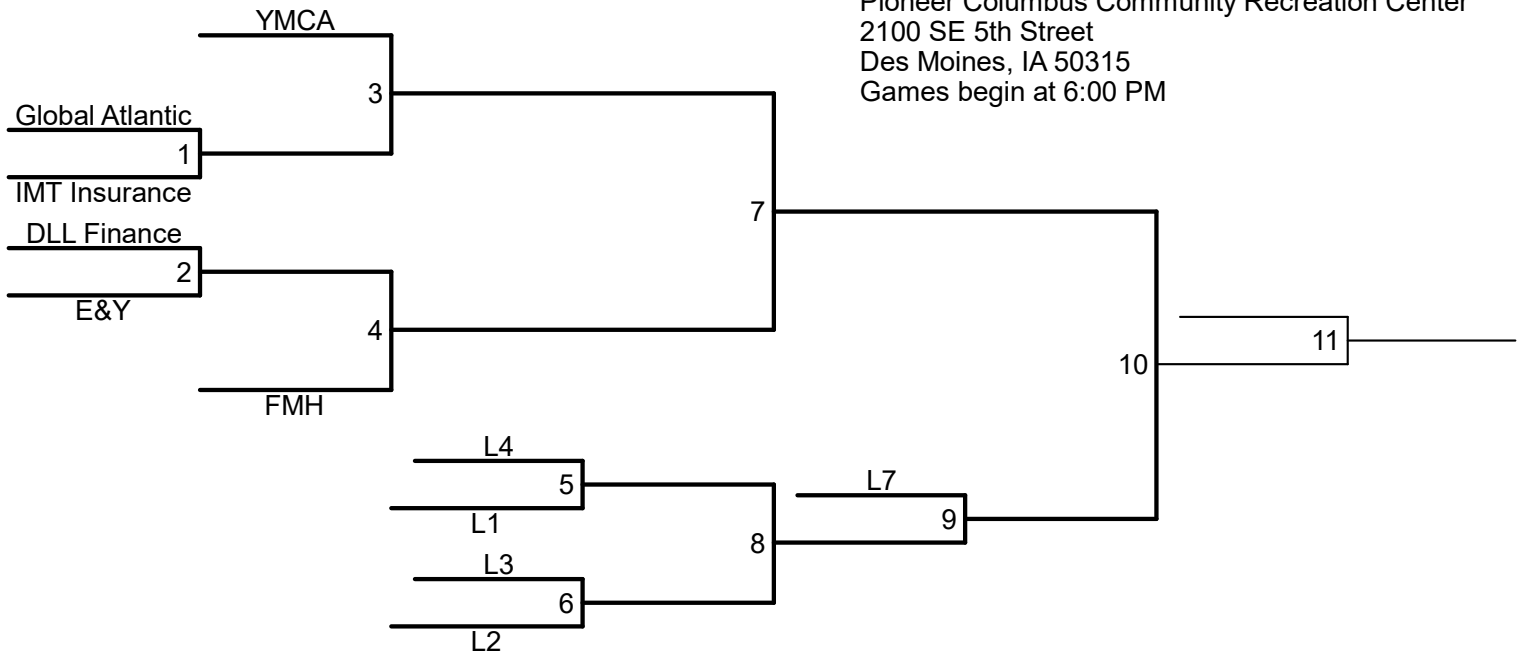 Pioneer Columbus Community Recreation Center
2100 SE 5th Street
Des Moines, IA 50315
Games begin at 6:00 PM
YMCA
3
Global Atlantic
1
IMT Insurance
DLL Finance
2
E&Y
4
FMH
7
10
11
L4
5
L1
L3
6
L2
8
L7
9